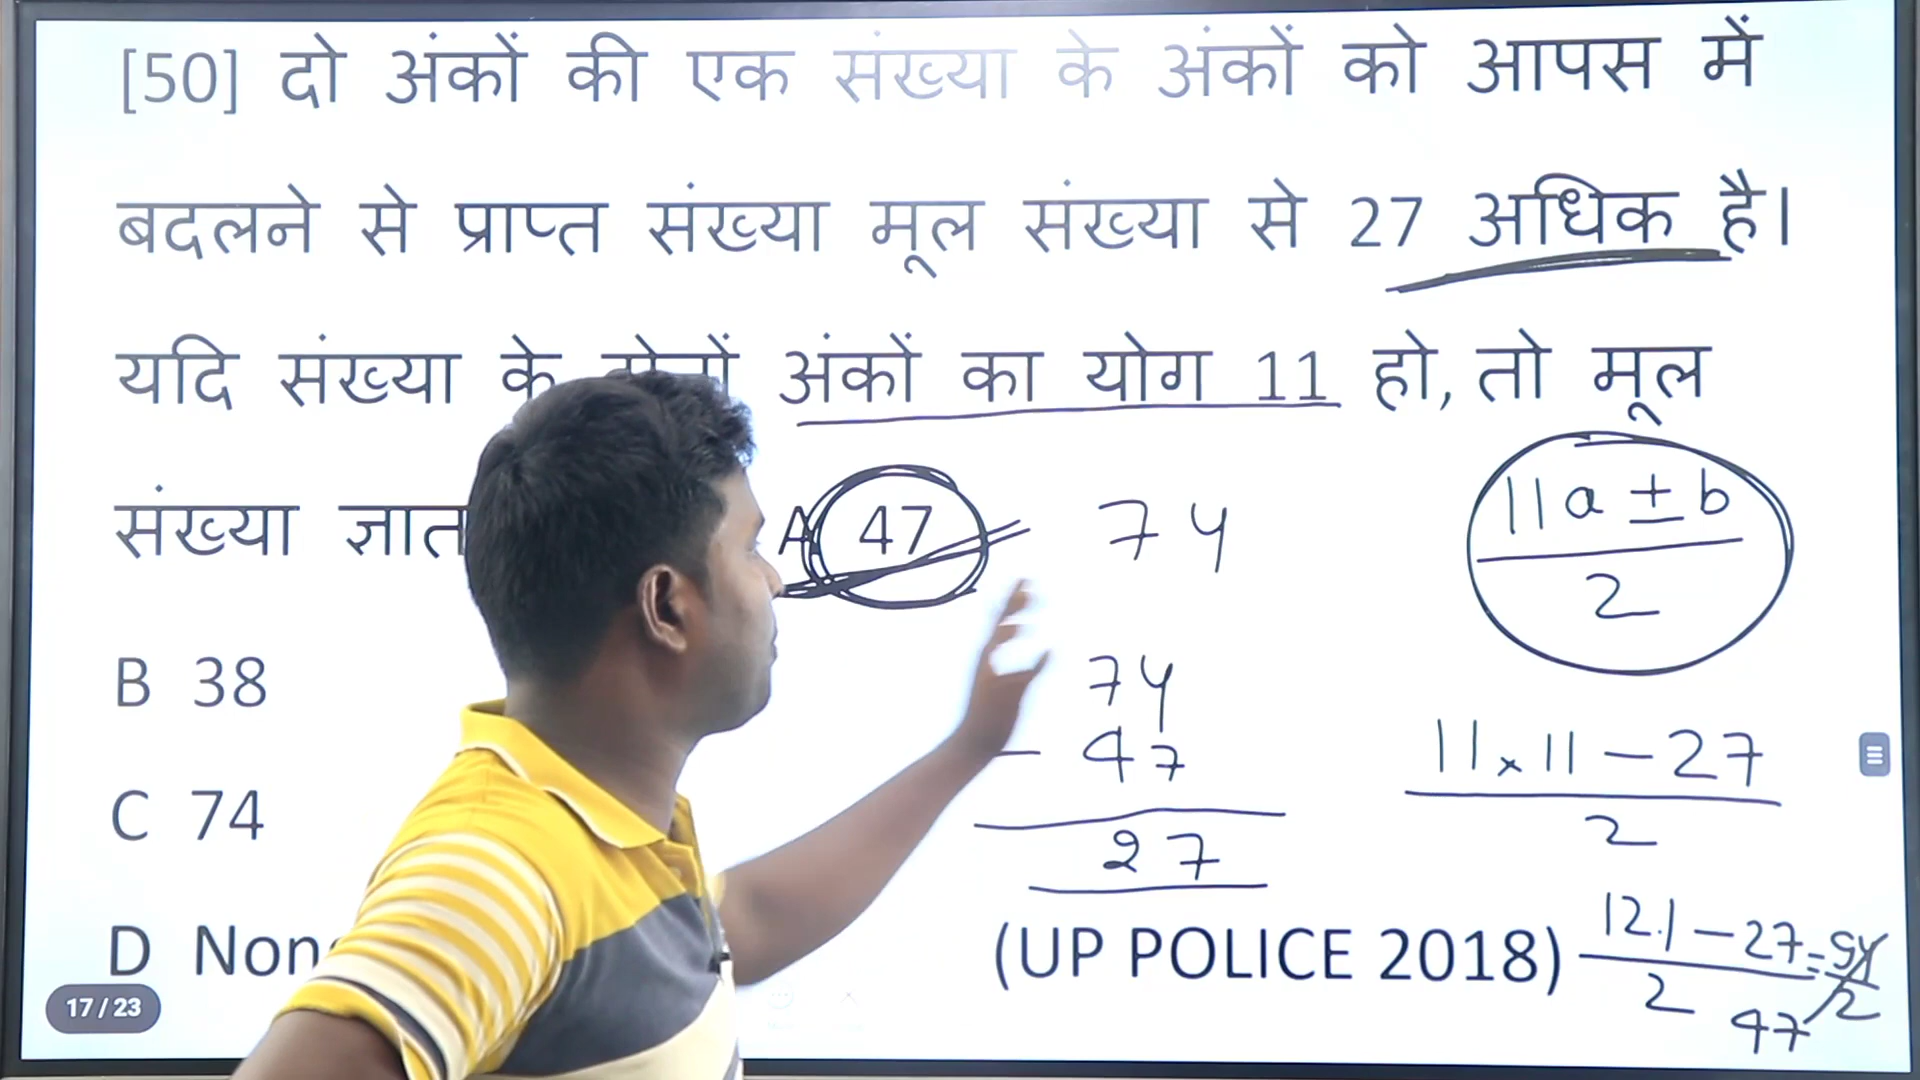 [50] दो अंकों की एक संख्या के अंकों को आपस में
बदलने से प्राप्त संख्या मूल संख्या से 27 अधिक है।
यदि संख्या के अंकों का योग 11 हो, तो मूल
संख्या ज्ञात A 47 74
11a ± b
2
B 38
74
- 47
27
11 x 11 - 27
2
C 74
D Non
(UP POLICE 2018)
121 - 27 = 94
2 2
47
17 / 23